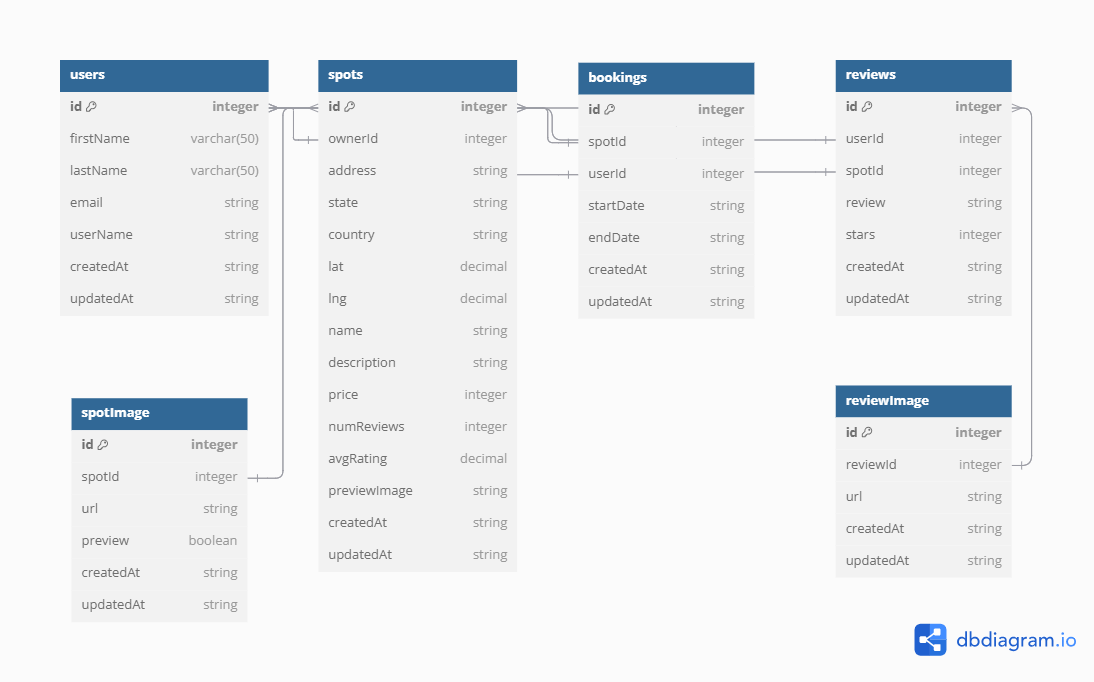 users
id integer
firstName varchar(50)
lastName varchar(50)
email string
userName string
createdAt string
updatedAt string
spots
id integer
ownerId integer
address string
state string
country string
lat decimal
lng decimal
name string
description string
price integer
numReviews integer
avgRating decimal
previewImage string
createdAt string
updatedAt string
bookings
id integer
spotId integer
userId integer
startDate string
endDate string
createdAt string
updatedAt string
reviews
id integer
userId integer
spotId integer
review string
stars integer
createdAt string
updatedAt string
spotImage
id integer
spotId integer
url string
preview boolean
createdAt string
updatedAt string
reviewImage
id integer
reviewId integer
url string
createdAt string
updatedAt string
dbdiagram.io